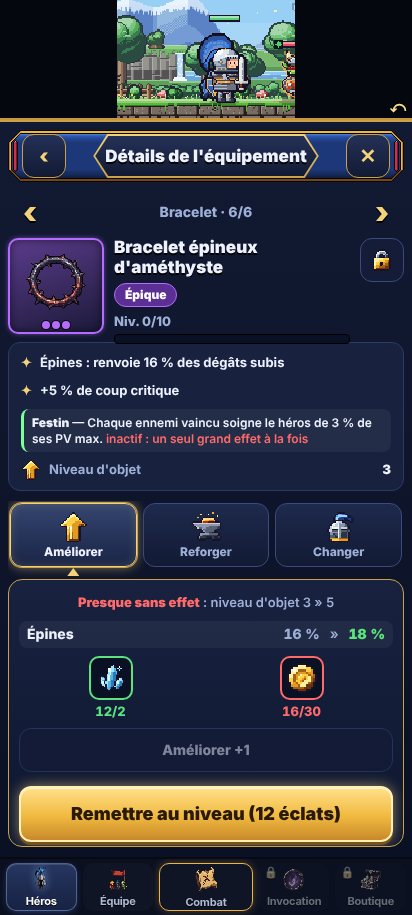 Détails de l'équipement
Bracelet · 6/6
Bracelet épineux
d'améthyste
Épique
Niv. 0/10
Épines : renvoie 16 % des dégâts subis
+5 % de coup critique
Festin — Chaque ennemi vaincu soigne le héros de 3 % de
ses PV max. inactif : un seul grand effet à la fois
Niveau d'objet 3
Améliorer Reforger Changer
Presque sans effet : niveau d'objet 3 » 5
Épines 16 % » 18 %
12/2 16/30
Améliorer +1
Remettre au niveau (12 éclats)
Héros Équipe Combat Invocation Boutique